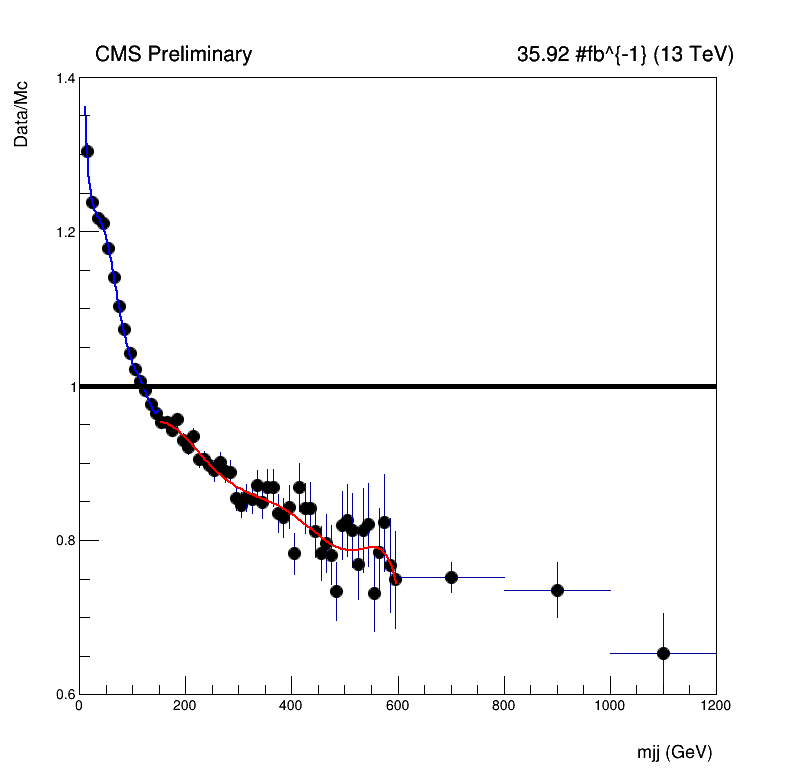 CMS Preliminary
35.92 #fb^{-1} (13 TeV)
Data/Mc
1.4
1.2
1
0.8
0.6
0 200 400 600 800 1000 1200
mjj (GeV)